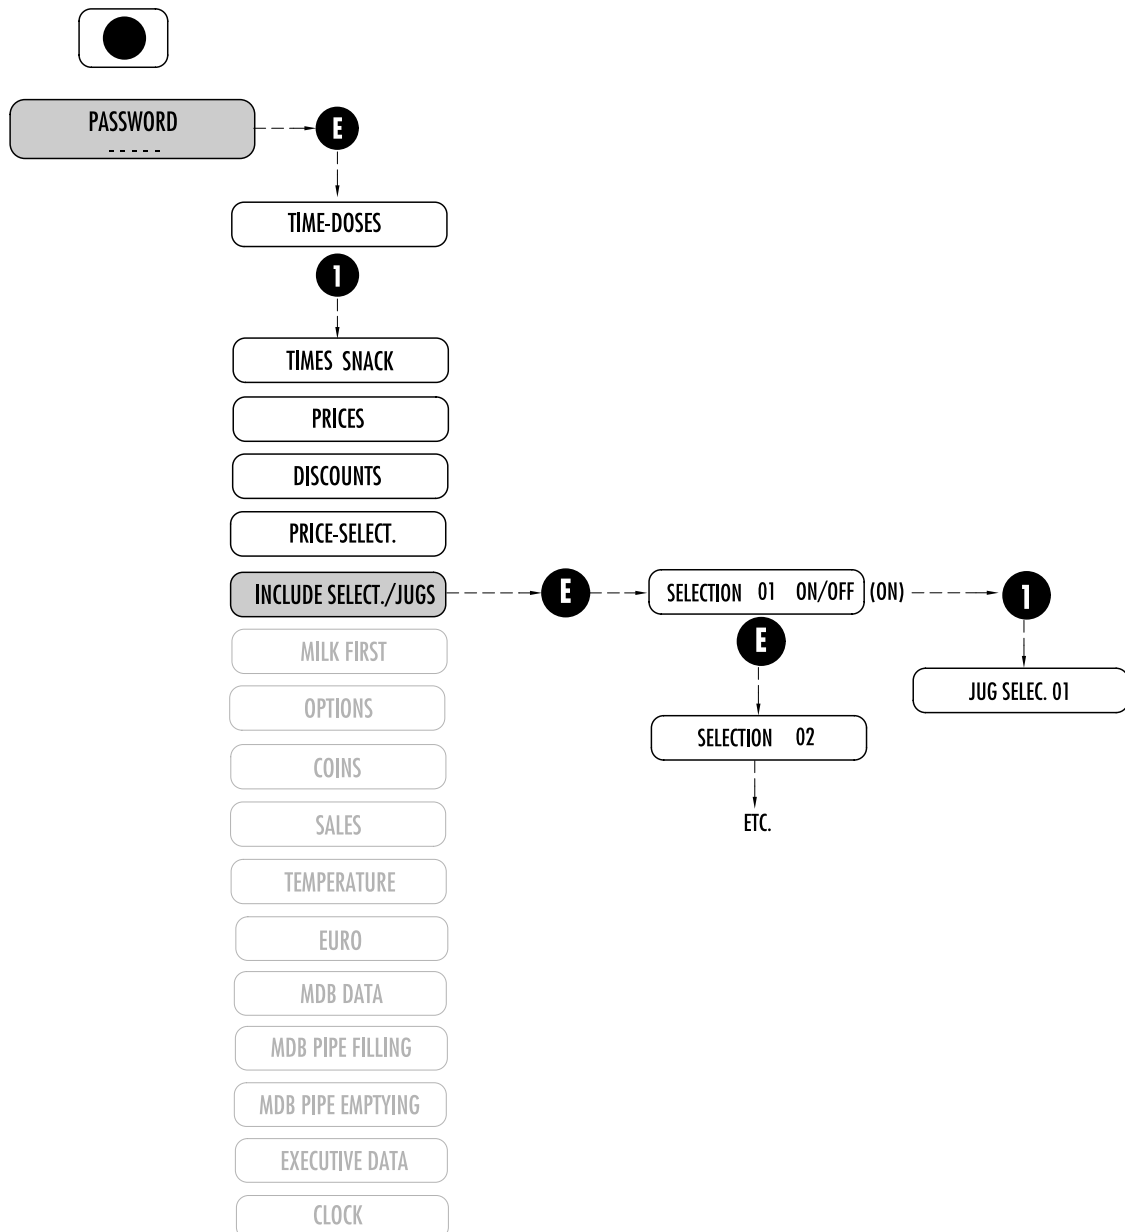 PASSWORD
- - - - -
E
TIME-DOSES
1
TIMES SNACK
PRICES
DISCOUNTS
PRICE-SELECT.
INCLUDE SELECT./JUGS
E
SELECTION 01 ON/OFF (ON)
1
E
JUG SELEC. 01
SELECTION 02
ETC.
MILK FIRST
OPTIONS
COINS
SALES
TEMPERATURE
EURO
MDB DATA
MDB PIPE FILLING
MDB PIPE EMPTYING
EXECUTIVE DATA
CLOCK